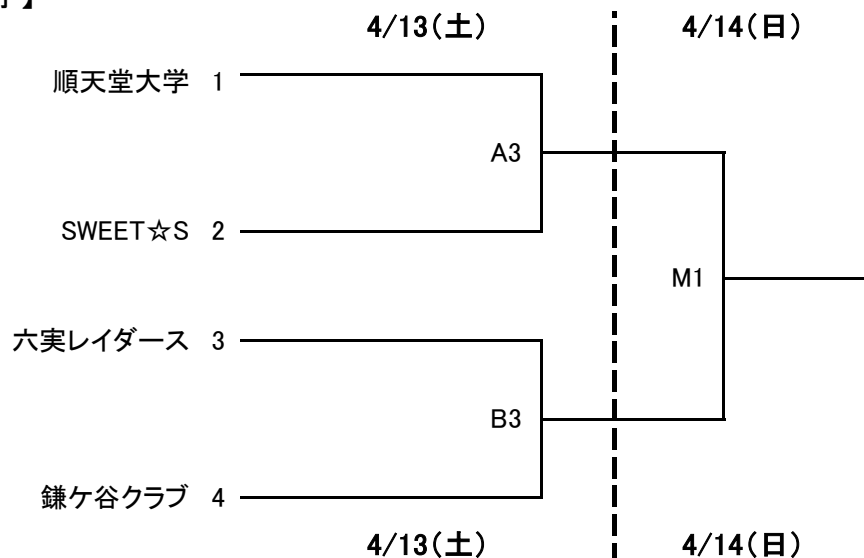 】
4/13(土) 4/14(日)
順天堂大学 1
A3
SWEET☆S 2
M1
六実レイダース 3
B3
鎌ケ谷クラブ 4
4/13(土) 4/14(日)